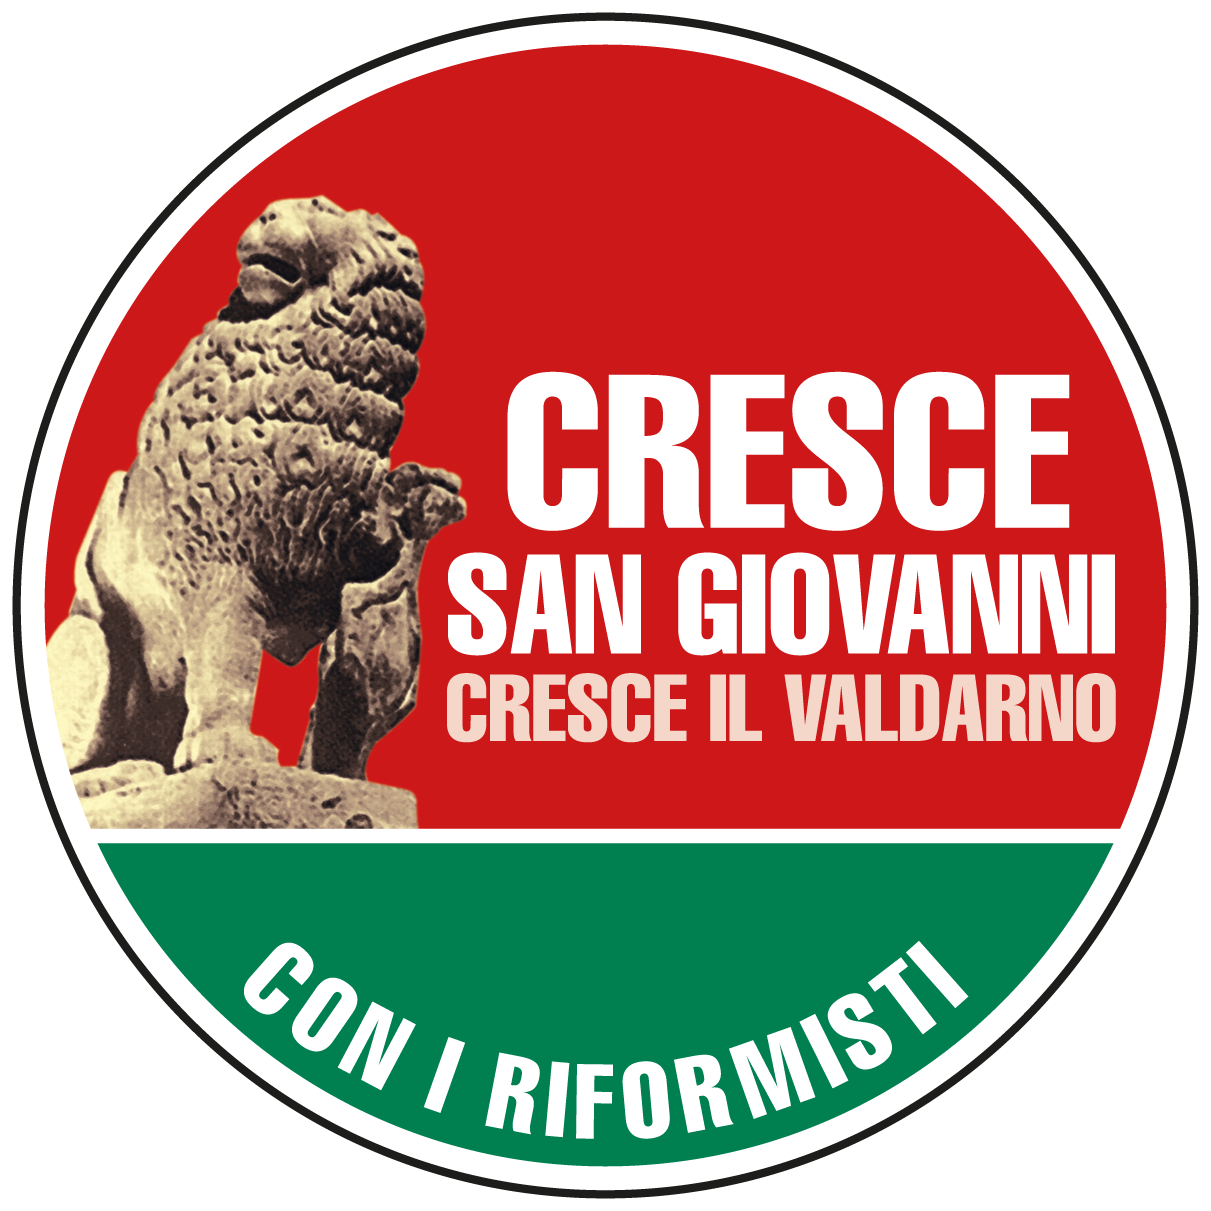 CRESCE
SAN GIOVANNI
CRESCE IL VALDARNO
CON I RIFORMISTI